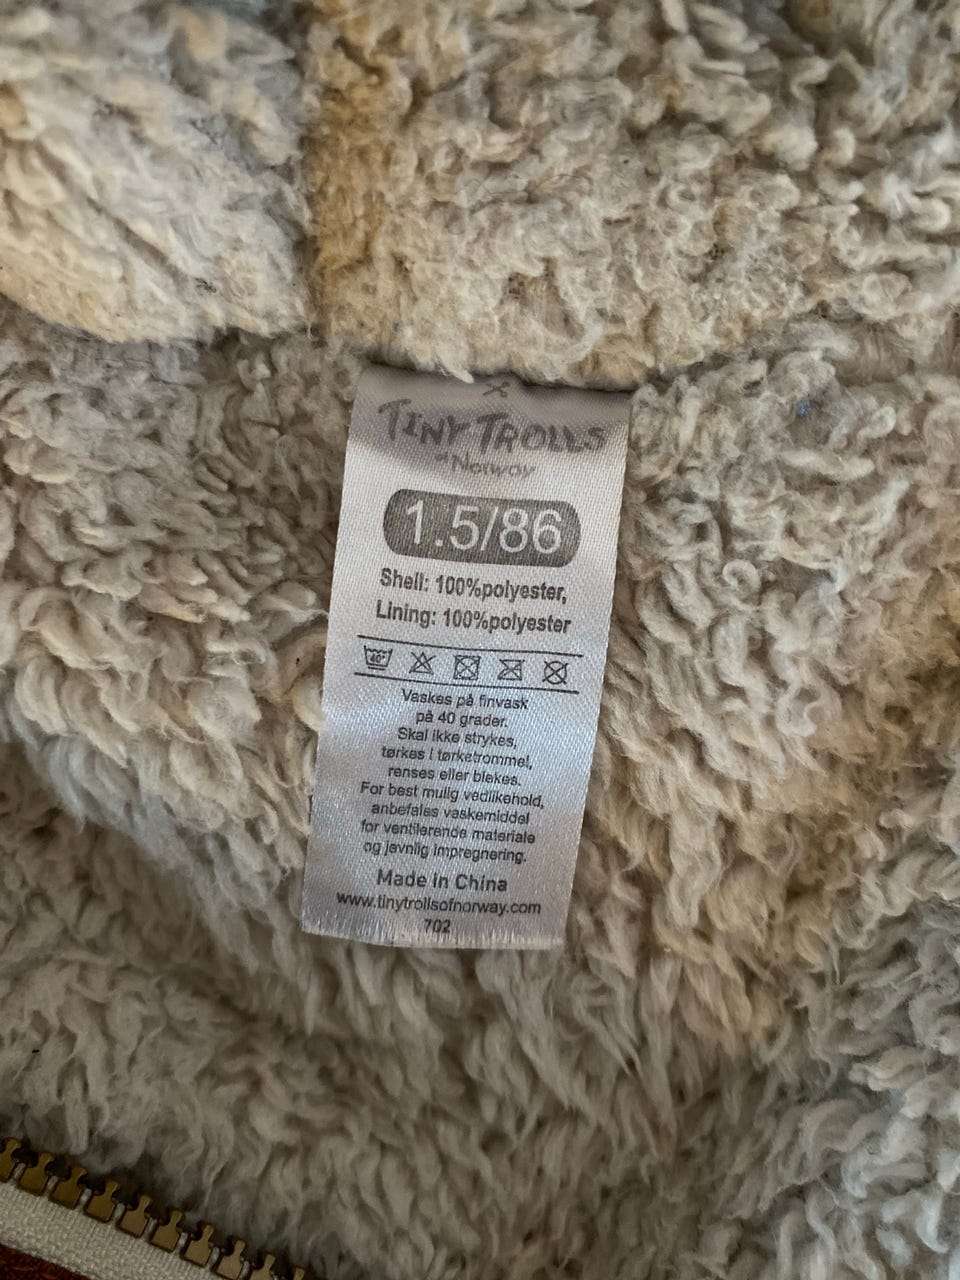 TINY TROLLS
of Norway
1.5/86
Shell: 100%polyester,
Lining: 100%polyester
40°
Vaskes på finvask
på 40 grader.
Skal ikke strykes,
tørkes i tørketrommel,
renses eller blekes.
For best mulig vedlikehold,
anbefales vaskemiddel
for ventilerende materiale
og jevnlig impregnering.
Made in China
www.tinytrollsofnorway.com
702